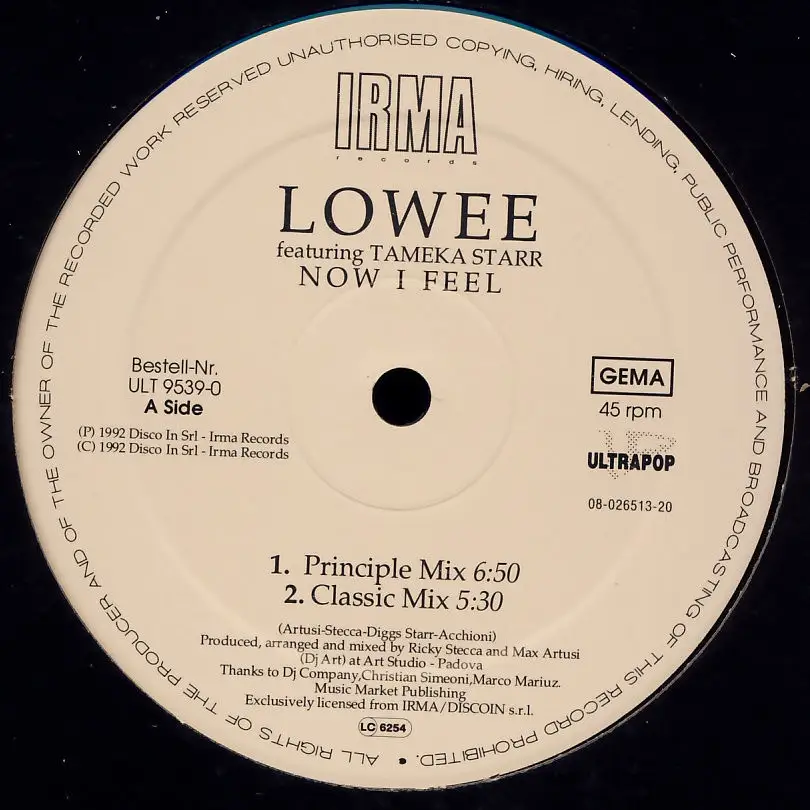 ALL RIGHTS OF THE PRODUCER AND OF THE OWNER OF THE RECORDED WORK RESERVED UNAUTHORISED COPYING, HIRING, LENDING, PUBLIC PERFORMANCE AND BROADCASTING OF THIS RECORD PROHIBITED. •
IRMA
records
LOWEE
featuring TAMEKA STARR
NOW I FEEL
Bestell-Nr.
ULT 9539-0
A Side
(P) 1992 Disco In Srl - Irma Records
(C) 1992 Disco In Srl - Irma Records
GEMA
45 rpm
ULTRAPOP
08-026513-20
1. Principle Mix 6:50
2. Classic Mix 5:30
(Artusi-Stecca-Diggs Starr-Acchioni)
Produced, arranged and mixed by Ricky Stecca and Max Artusi
(Dj Art) at Art Studio - Padova
Thanks to Dj Company,Christian Simeoni,Marco Mariuz.
Music Market Publishing
Exclusively licensed from IRMA/DISCOIN s.r.l.
LC 6254